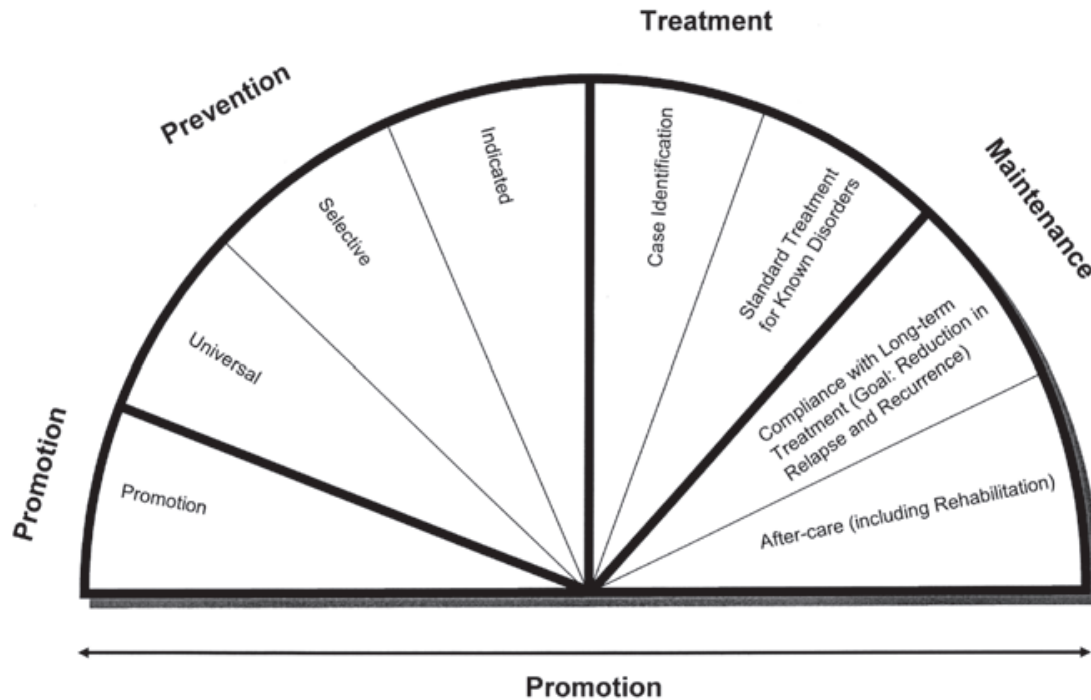 Treatment
Prevention
Maintenance
Promotion
Indicated
Selective
Universal
Promotion
Case Identification
Standard Treatment
for Known Disorders
Compliance with Long-term
Treatment (Goal: Reduction in
Relapse and Recurrence)
After-care (including Rehabilitation)
Promotion